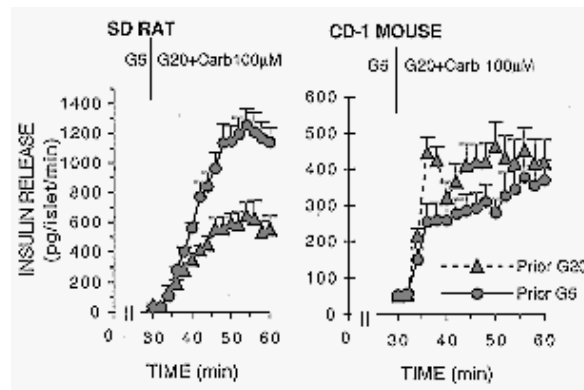 SD RAT
CD-1 MOUSE
G5 G20+Carb100µM
G5 G20+Carb 100µM
INSULIN RELEASE
(pg/islet/min)
1400
1200
1000
800
600
400
200
0
0 30 40 50 60
TIME (min)
600
500
400
300
200
100
0
0 30 40 50 60
TIME (min)
Prior G20
Prior G5